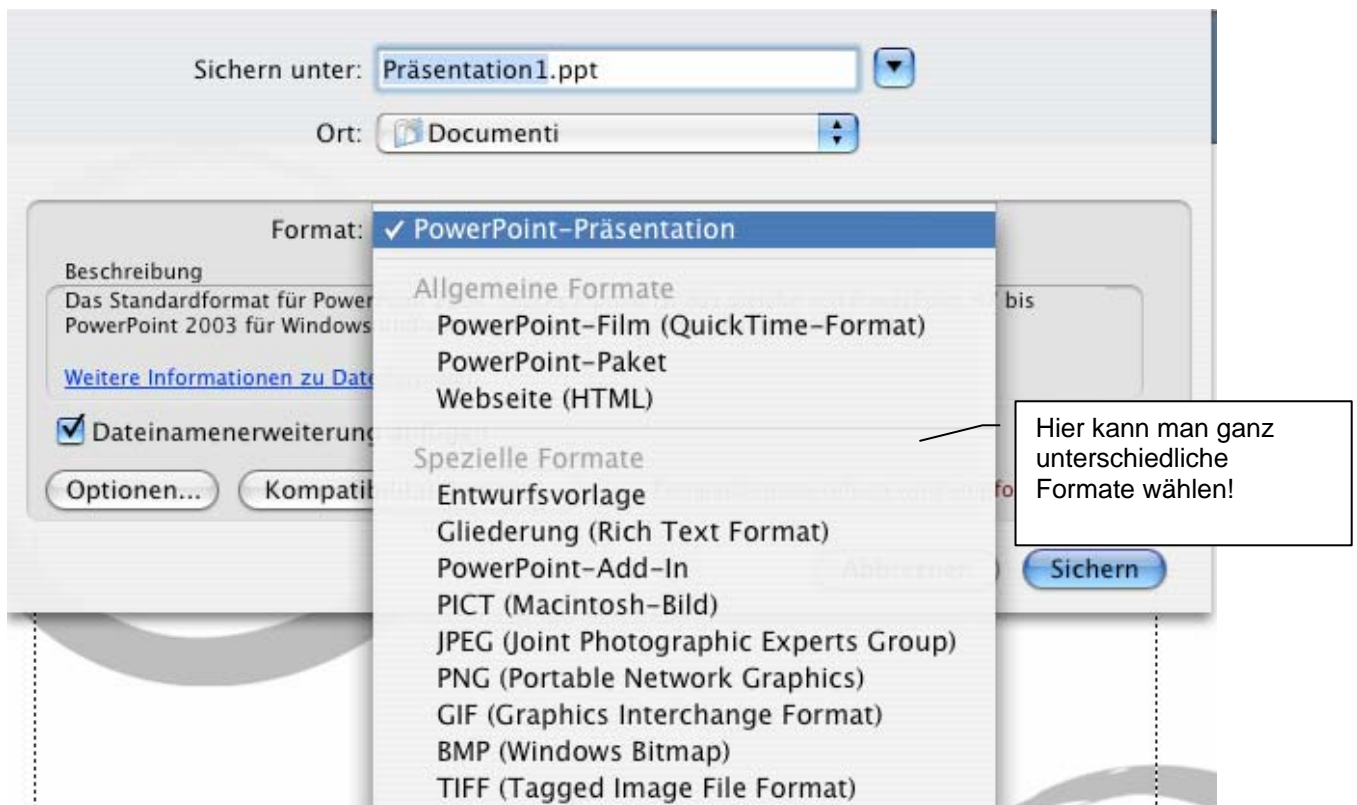 Sichern unter: Präsentation1.ppt
Ort: Documenti
Format: ✓ PowerPoint-Präsentation
Beschreibung
Das Standardformat für Power bis
PowerPoint 2003 für Windows
Weitere Informationen zu Date
Dateinamenerweiterung
Optionen... Kompatib
Allgemeine Formate
PowerPoint-Film (QuickTime-Format)
PowerPoint-Paket
Webseite (HTML)
Spezielle Formate
Entwurfsvorlage
Gliederung (Rich Text Format)
PowerPoint-Add-In
PICT (Macintosh-Bild)
JPEG (Joint Photographic Experts Group)
PNG (Portable Network Graphics)
GIF (Graphics Interchange Format)
BMP (Windows Bitmap)
TIFF (Tagged Image File Format)
Hier kann man ganz
unterschiedliche
Formate wählen!
Abbrechen Sichern